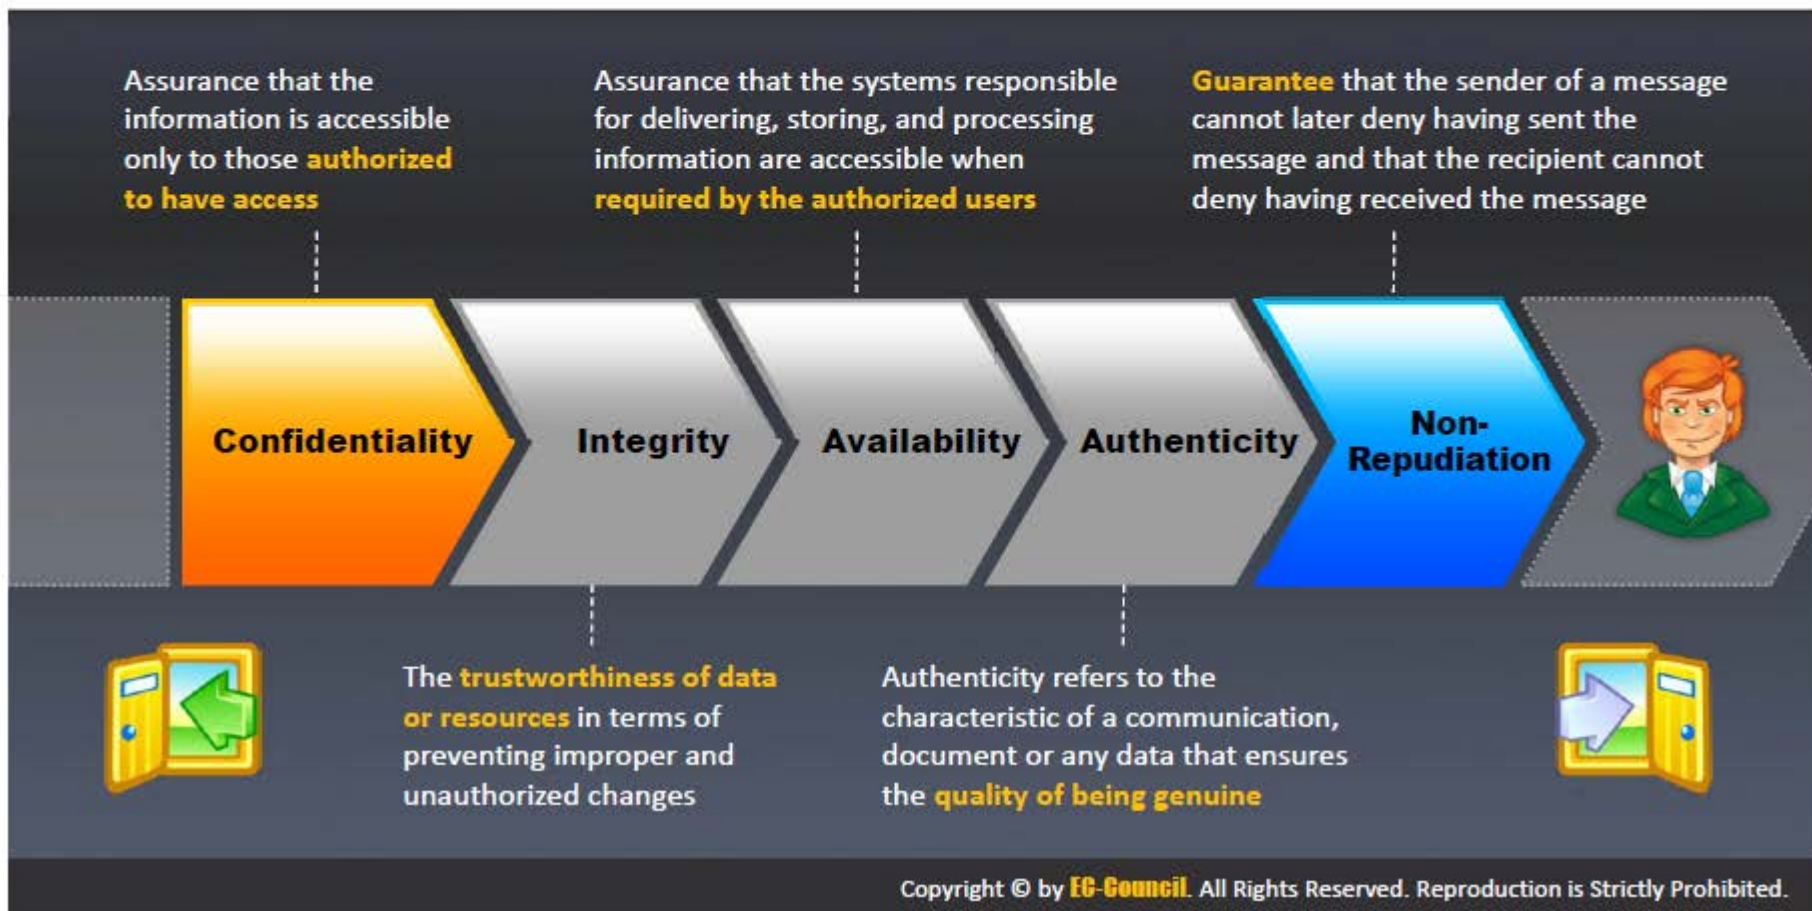 Assurance that the
information is accessible
only to those authorized
to have access
Assurance that the systems responsible
for delivering, storing, and processing
information are accessible when
required by the authorized users
Guarantee that the sender of a message
cannot later deny having sent the
message and that the recipient cannot
deny having received the message
Confidentiality
Integrity
Availability
Authenticity
Non-
Repudiation
The trustworthiness of data
or resources in terms of
preventing improper and
unauthorized changes
Authenticity refers to the
characteristic of a communication,
document or any data that ensures
the quality of being genuine
Copyright © by EC-Council. All Rights Reserved. Reproduction is Strictly Prohibited.